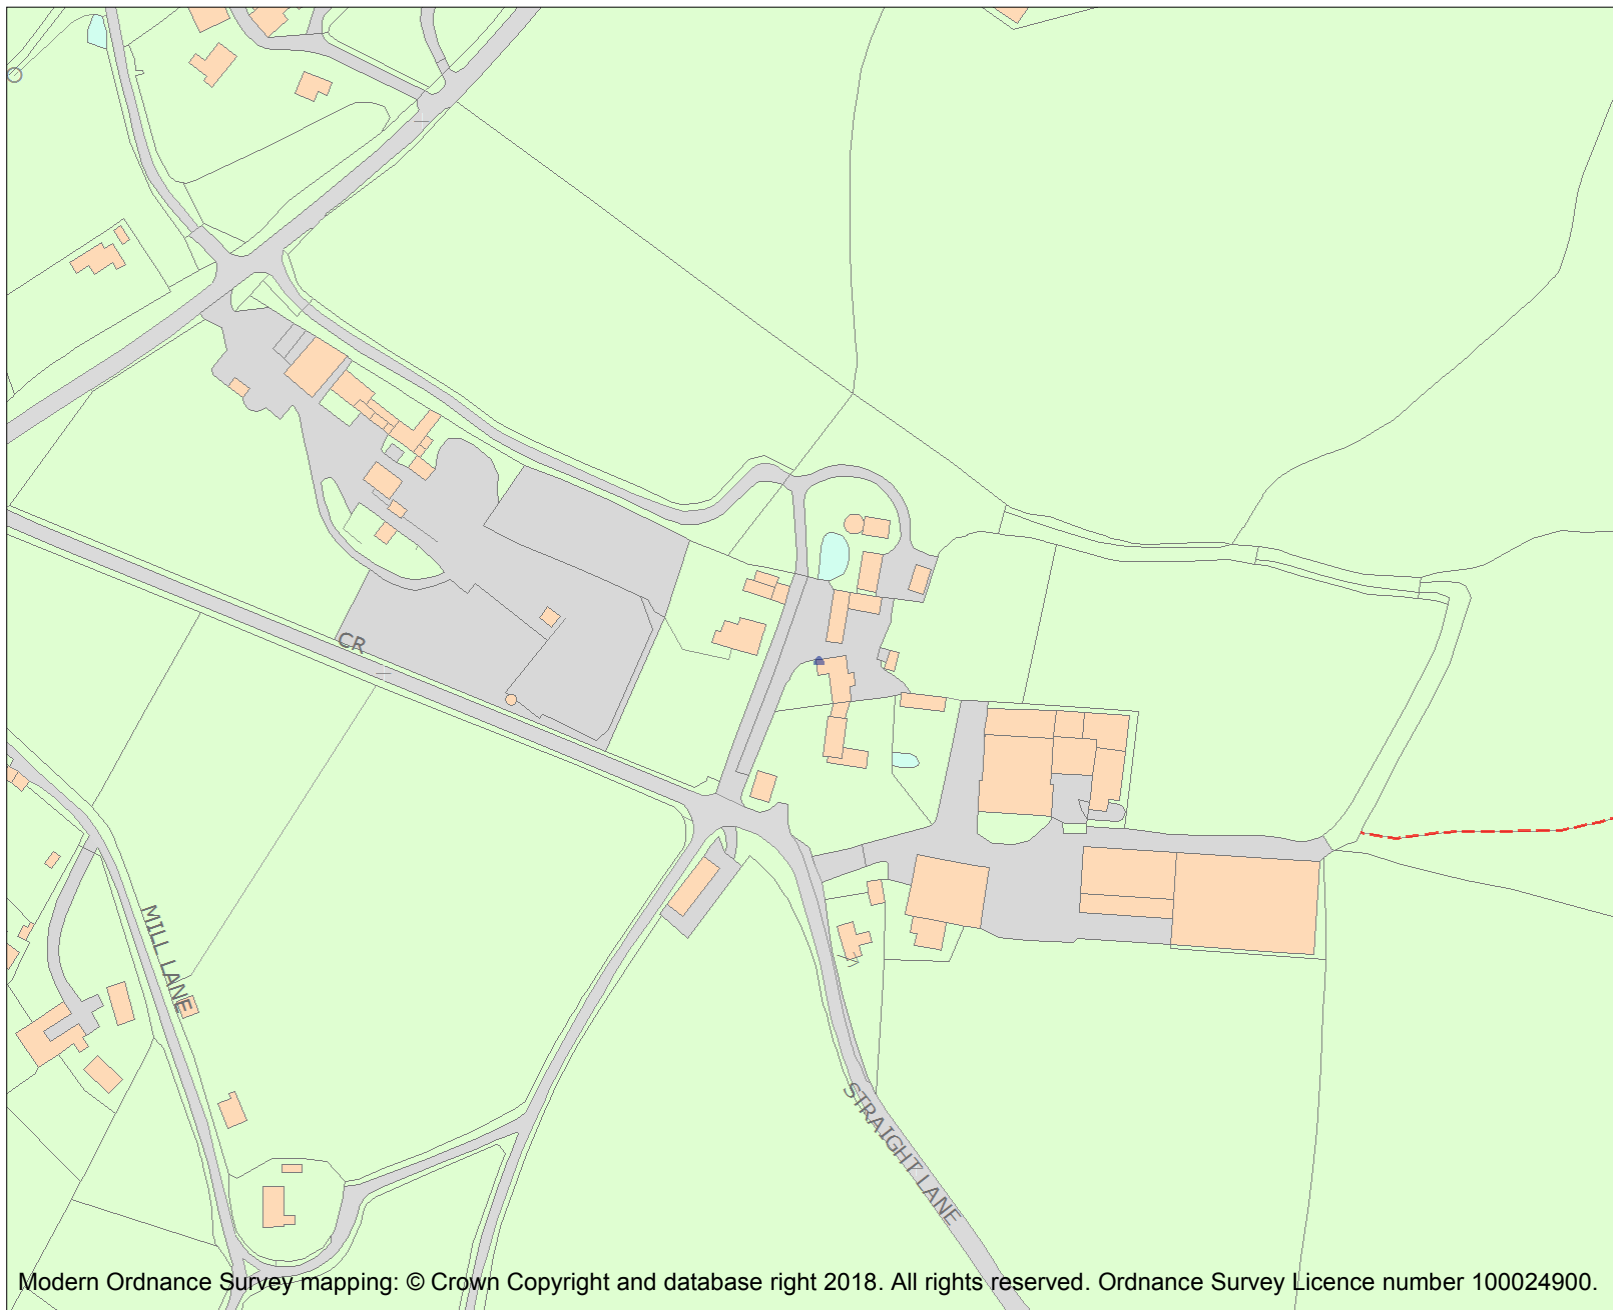 CR
MILL LANE
STRAIGHT LANE
Modern Ordnance Survey mapping: © Crown Copyright and database right 2018. All rights reserved. Ordnance Survey Licence number 100024900.